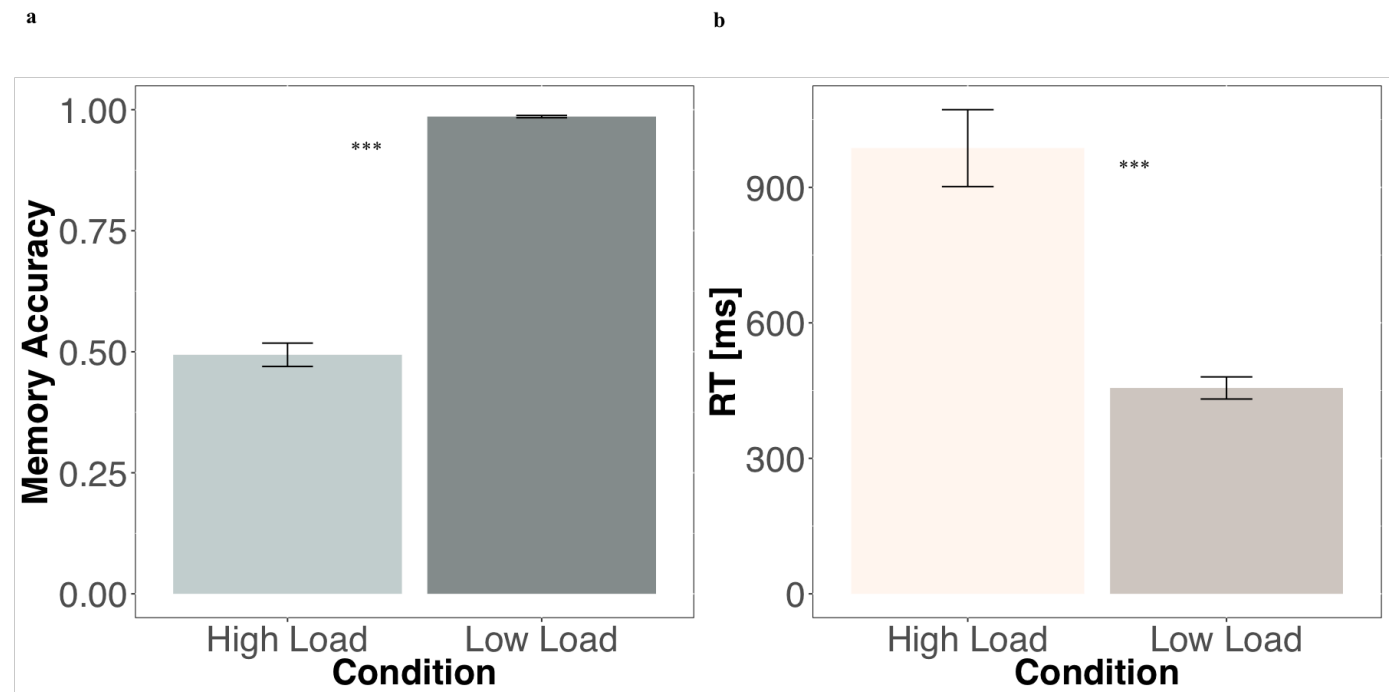 a
b
Memory Accuracy
1.00
0.75
0.50
0.25
0.00
***
High Load
Low Load
Condition
RT [ms]
900
600
300
0
***
High Load
Low Load
Condition